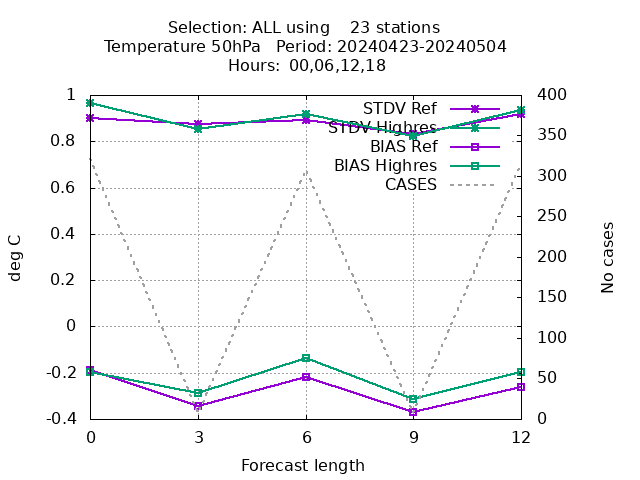 Selection: ALL using    23 stations
Temperature 50hPa   Period: 20240423-20240504
Hours: 00,06,12,18
STDV Ref
STDV Highres
BIAS Ref
BIAS Highres
CASES
1
0.8
0.6
0.4
0.2
0
-0.2
-0.4
deg C
400
350
300
250
200
150
100
50
0
No cases
0 3 6 9 12
Forecast length